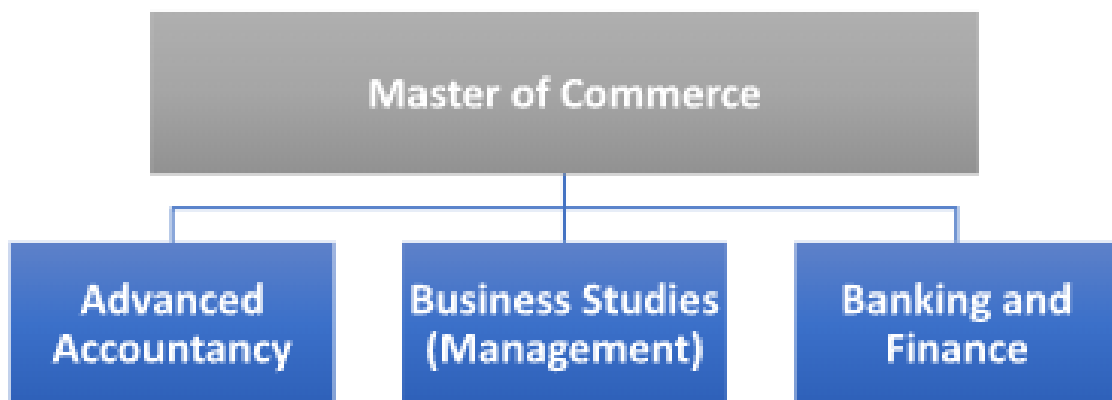 Master of Commerce
Advanced
Accountancy
Business Studies
(Management)
Banking and
Finance